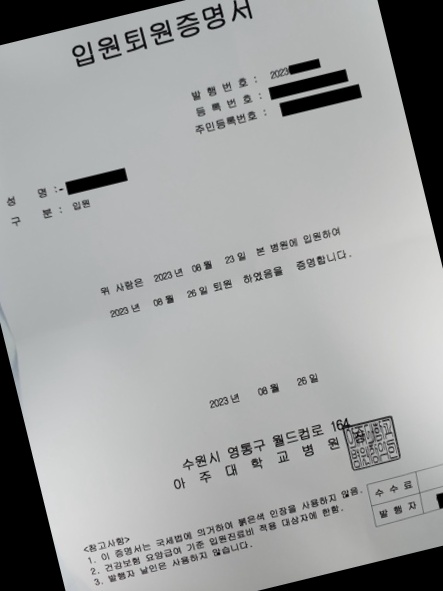 입원퇴원증명서
발 행 번 호 : 2023
등 록 번 호 :
주민등록번호 :
성 명 :
구 분 : 입원
위 사람은 2023 년 08 월 23 일 본 병원에 입원하여
2023 년 08 월 26 일 퇴원 하였음을 증명합니다.
2023 년 08 월 26 일
수원시 영통구 월드컵로 164
아 주 대 학 교 병 원 장
수 수 료
발 행 자
<참고사항>
1. 이 증명서는 국세법에 의거하여 붉은색 인장을 사용하지 않음.
2. 건강보험 요양급여 기준 입원진료비 적용 대상자에 한함.
3. 발행자 날인은 사용하지 않습니다.